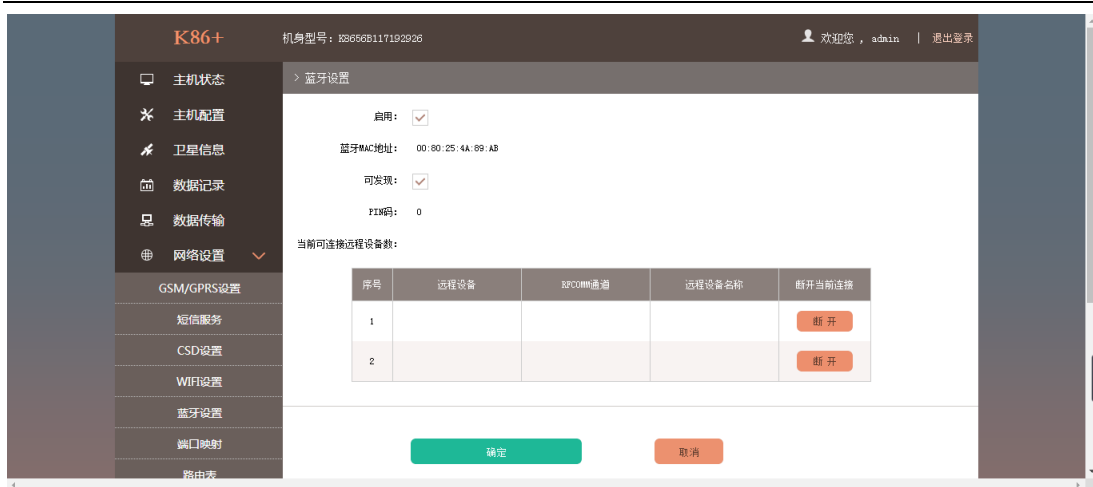 K86+ 机身型号：K8656B117192926 欢迎您 ，admin | 退出登录
主机状态
主机配置
卫星信息
数据记录
数据传输
网络设置
GSM/GPRS设置
短信服务
CSD设置
WIFI设置
蓝牙设置
端口映射
路由表
> 蓝牙设置
启用：
蓝牙MAC地址： 00:80:25:4A:89:AB
可发现：
PIN码： 0
当前可连接远程设备数：
序号 远程设备 RFCOMM通道 远程设备名称 断开当前连接
1 断 开
2 断 开
确定 取消